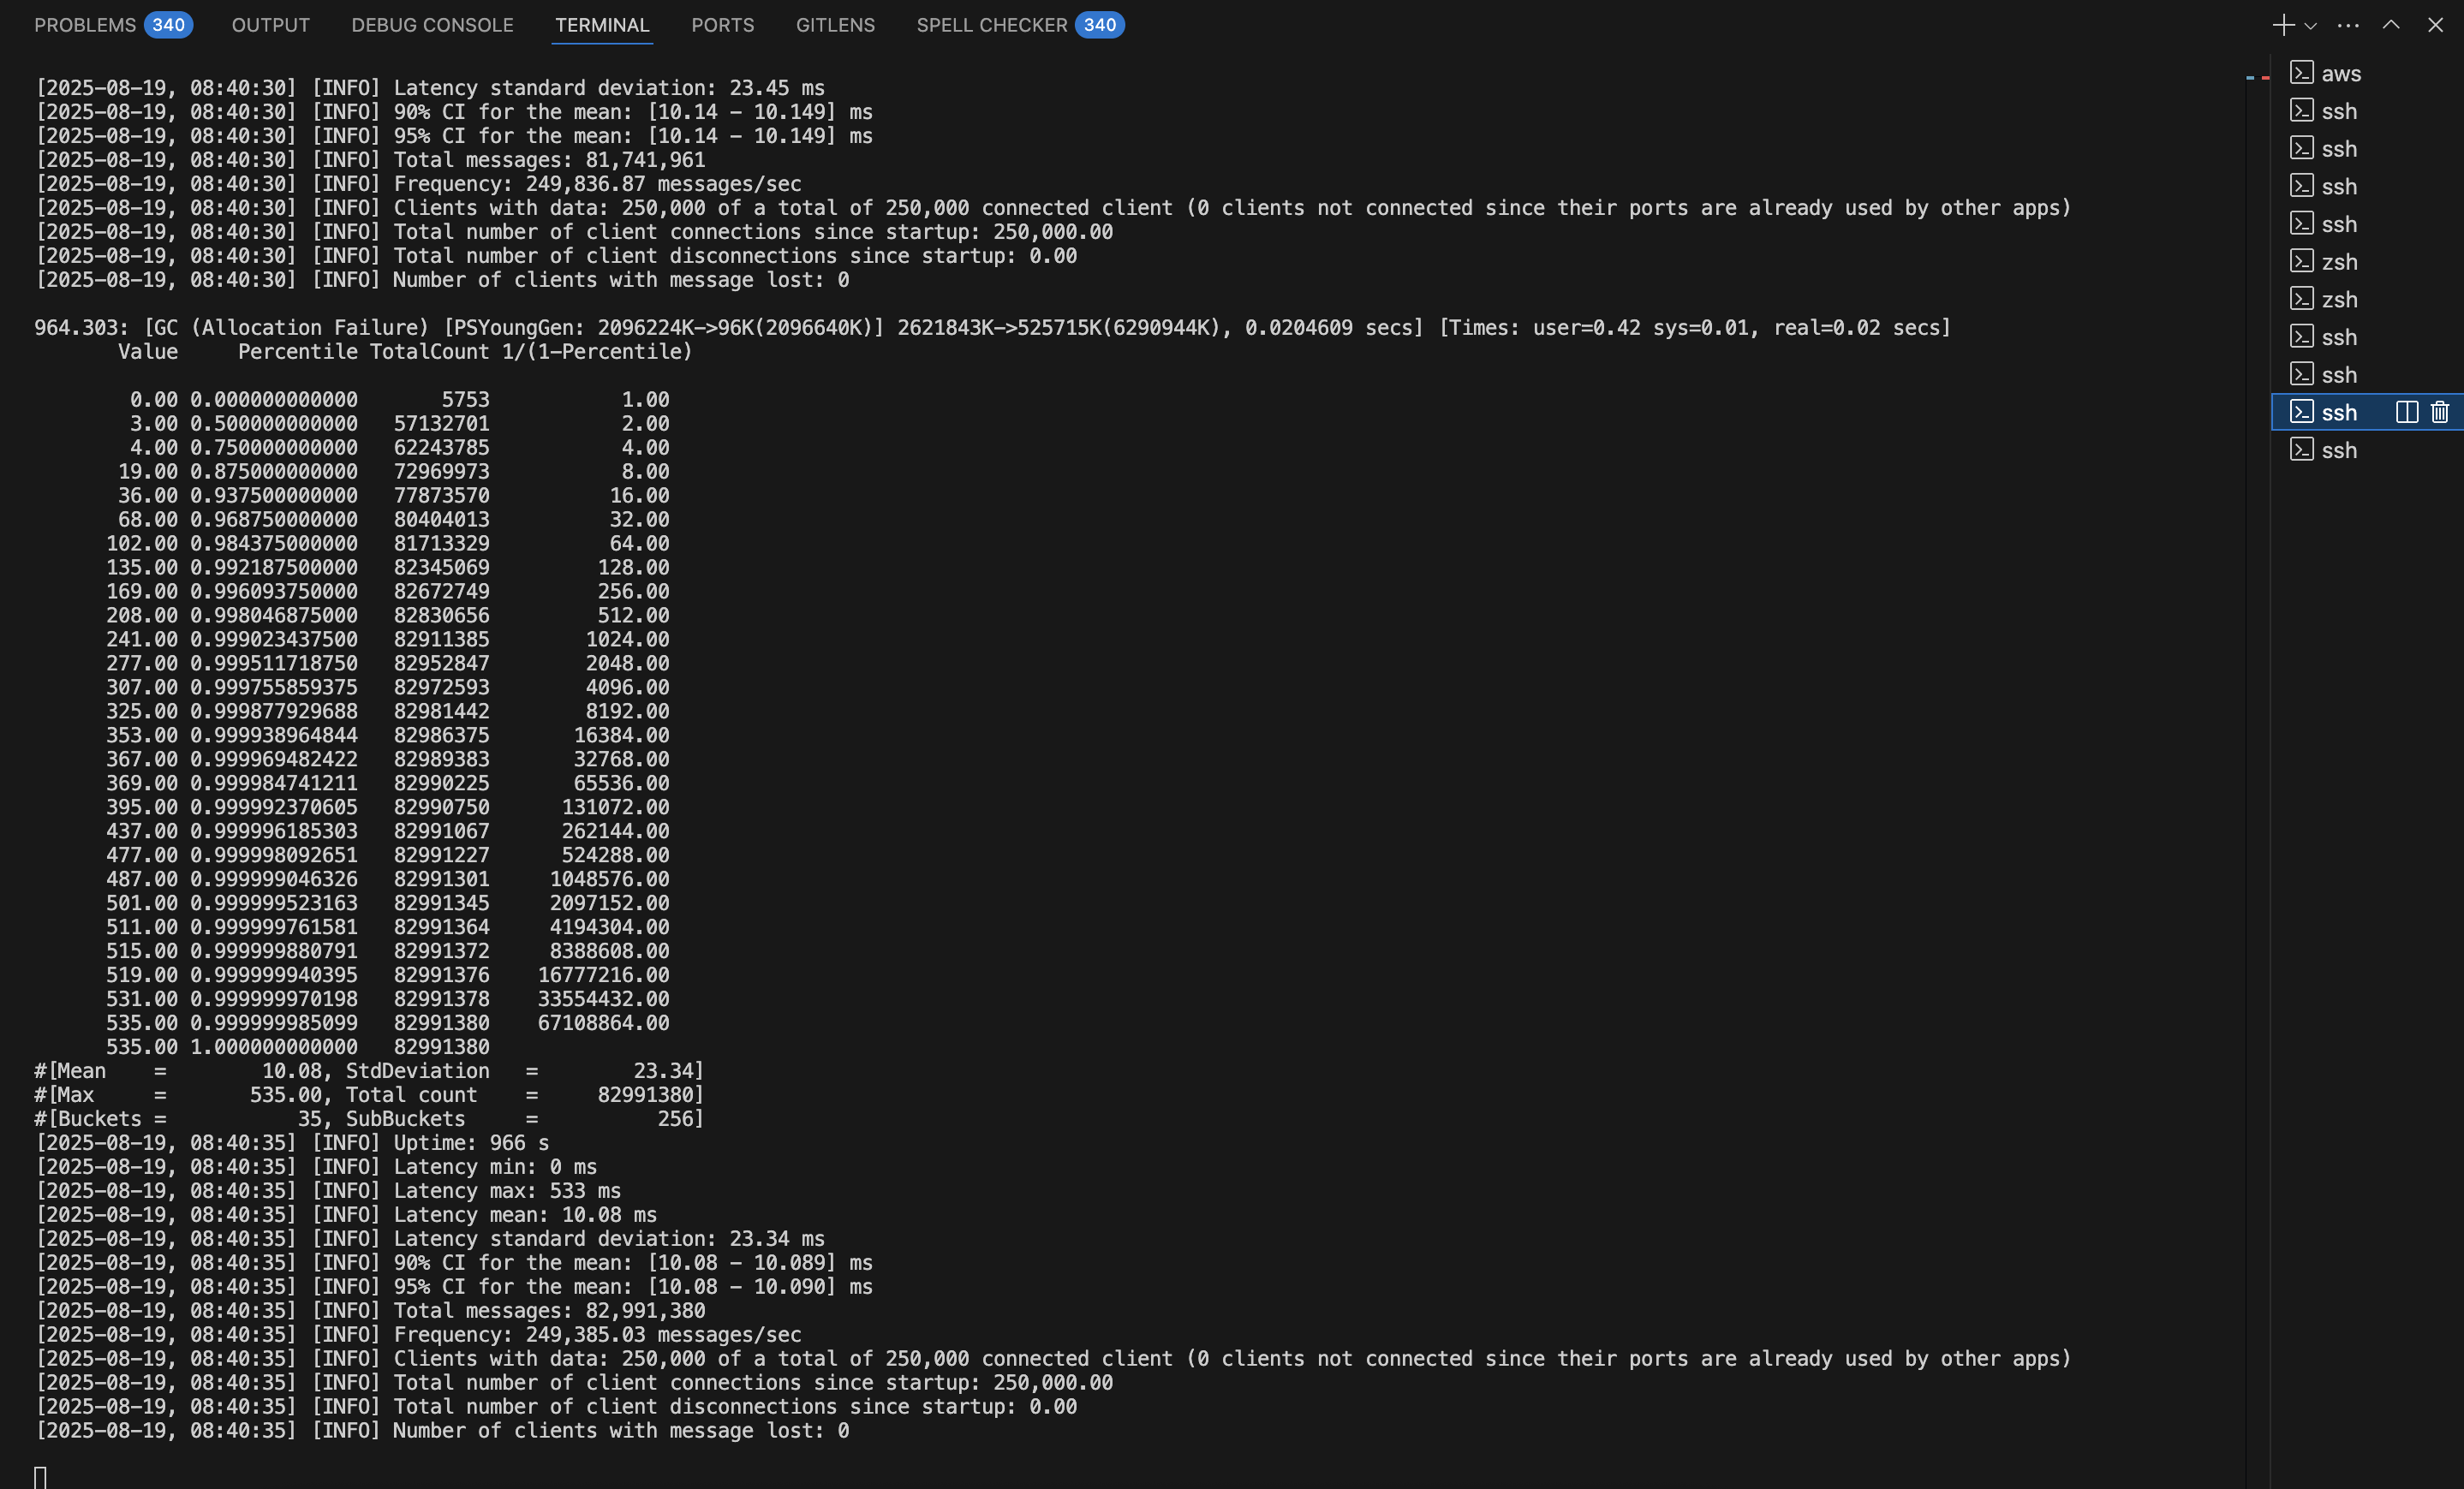 PROBLEMS 340 OUTPUT DEBUG CONSOLE TERMINAL PORTS GITLENS SPELL CHECKER 340
[2025-08-19, 08:40:30] [INFO] Latency standard deviation: 23.45 ms
[2025-08-19, 08:40:30] [INFO] 90% CI for the mean: [10.14 - 10.149] ms
[2025-08-19, 08:40:30] [INFO] 95% CI for the mean: [10.14 - 10.149] ms
[2025-08-19, 08:40:30] [INFO] Total messages: 81,741,961
[2025-08-19, 08:40:30] [INFO] Frequency: 249,836.87 messages/sec
[2025-08-19, 08:40:30] [INFO] Clients with data: 250,000 of a total of 250,000 connected client (0 clients not connected since their ports are already used by other apps)
[2025-08-19, 08:40:30] [INFO] Total number of client connections since startup: 250,000.00
[2025-08-19, 08:40:30] [INFO] Total number of client disconnections since startup: 0.00
[2025-08-19, 08:40:30] [INFO] Number of clients with message lost: 0
964.303: [GC (Allocation Failure) [PSYoungGen: 2096224K->96K(2096640K)] 2621843K->525715K(6290944K), 0.0204609 secs] [Times: user=0.42 sys=0.01, real=0.02 secs]
Value Percentile TotalCount 1/(1-Percentile)
0.00 0.000000000000 5753 1.00
3.00 0.500000000000 57132701 2.00
4.00 0.750000000000 62243785 4.00
19.00 0.875000000000 72969973 8.00
36.00 0.937500000000 77873570 16.00
68.00 0.968750000000 80404013 32.00
102.00 0.984375000000 81713329 64.00
135.00 0.992187500000 82345069 128.00
169.00 0.996093750000 82672749 256.00
208.00 0.998046875000 82830656 512.00
241.00 0.999023437500 82911385 1024.00
277.00 0.999511718750 82952847 2048.00
307.00 0.999755859375 82972593 4096.00
325.00 0.999877929688 82981442 8192.00
353.00 0.999938964844 82986375 16384.00
367.00 0.999969482422 82989383 32768.00
369.00 0.999984741211 82990225 65536.00
395.00 0.999992370605 82990750 131072.00
437.00 0.999996185303 82991067 262144.00
477.00 0.999998092651 82991227 524288.00
487.00 0.999999046326 82991301 1048576.00
501.00 0.999999523163 82991345 2097152.00
511.00 0.999999761581 82991364 4194304.00
515.00 0.999999880791 82991372 8388608.00
519.00 0.999999940395 82991376 16777216.00
531.00 0.999999970198 82991378 33554432.00
535.00 0.999999985099 82991380 67108864.00
535.00 1.000000000000 82991380
#[Mean = 10.08, StdDeviation = 23.34]
#[Max = 535.00, Total count = 82991380]
#[Buckets = 35, SubBuckets = 256]
[2025-08-19, 08:40:35] [INFO] Uptime: 966 s
[2025-08-19, 08:40:35] [INFO] Latency min: 0 ms
[2025-08-19, 08:40:35] [INFO] Latency max: 533 ms
[2025-08-19, 08:40:35] [INFO] Latency mean: 10.08 ms
[2025-08-19, 08:40:35] [INFO] Latency standard deviation: 23.34 ms
[2025-08-19, 08:40:35] [INFO] 90% CI for the mean: [10.08 - 10.089] ms
[2025-08-19, 08:40:35] [INFO] 95% CI for the mean: [10.08 - 10.090] ms
[2025-08-19, 08:40:35] [INFO] Total messages: 82,991,380
[2025-08-19, 08:40:35] [INFO] Frequency: 249,385.03 messages/sec
[2025-08-19, 08:40:35] [INFO] Clients with data: 250,000 of a total of 250,000 connected client (0 clients not connected since their ports are already used by other apps)
[2025-08-19, 08:40:35] [INFO] Total number of client connections since startup: 250,000.00
[2025-08-19, 08:40:35] [INFO] Total number of client disconnections since startup: 0.00
[2025-08-19, 08:40:35] [INFO] Number of clients with message lost: 0
aws
ssh
ssh
ssh
ssh
zsh
zsh
ssh
ssh
ssh
ssh